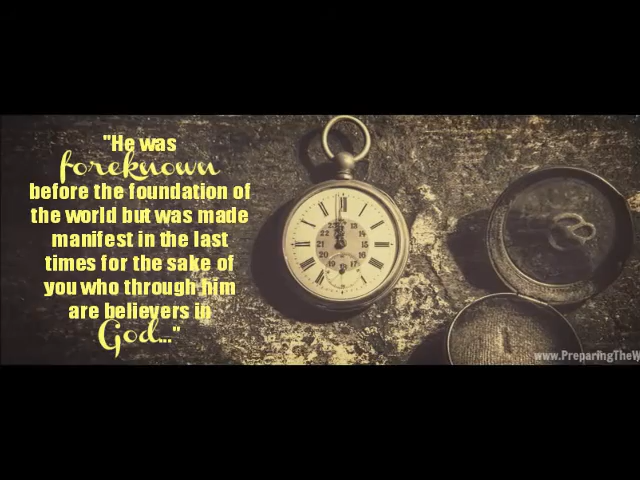 "He was
foreknown
before the foundation of
the world but was made
manifest in the last
times for the sake of
you who through him
are believers in
God..."
www.PreparingTheW